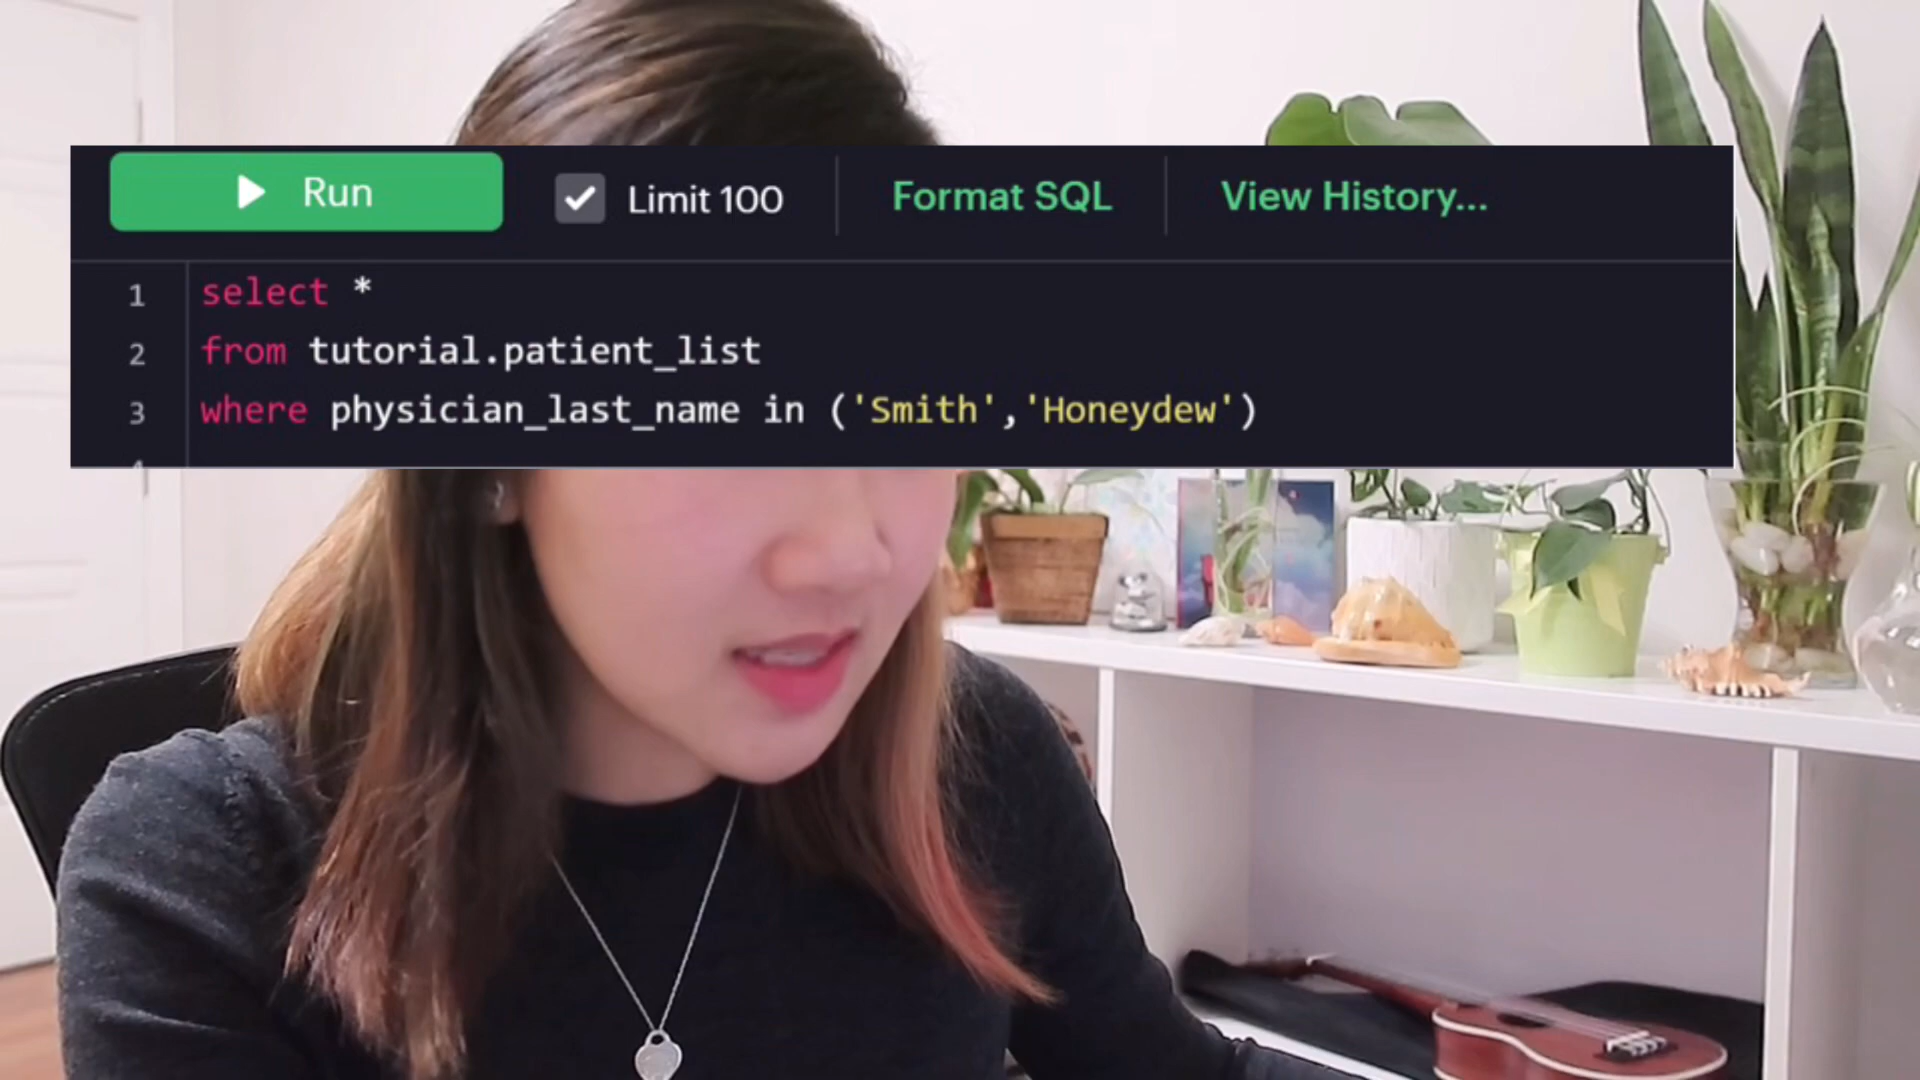 Run Limit 100 Format SQL View History...
1 select *
2 from tutorial.patient_list
3 where physician_last_name in ('Smith','Honeydew')